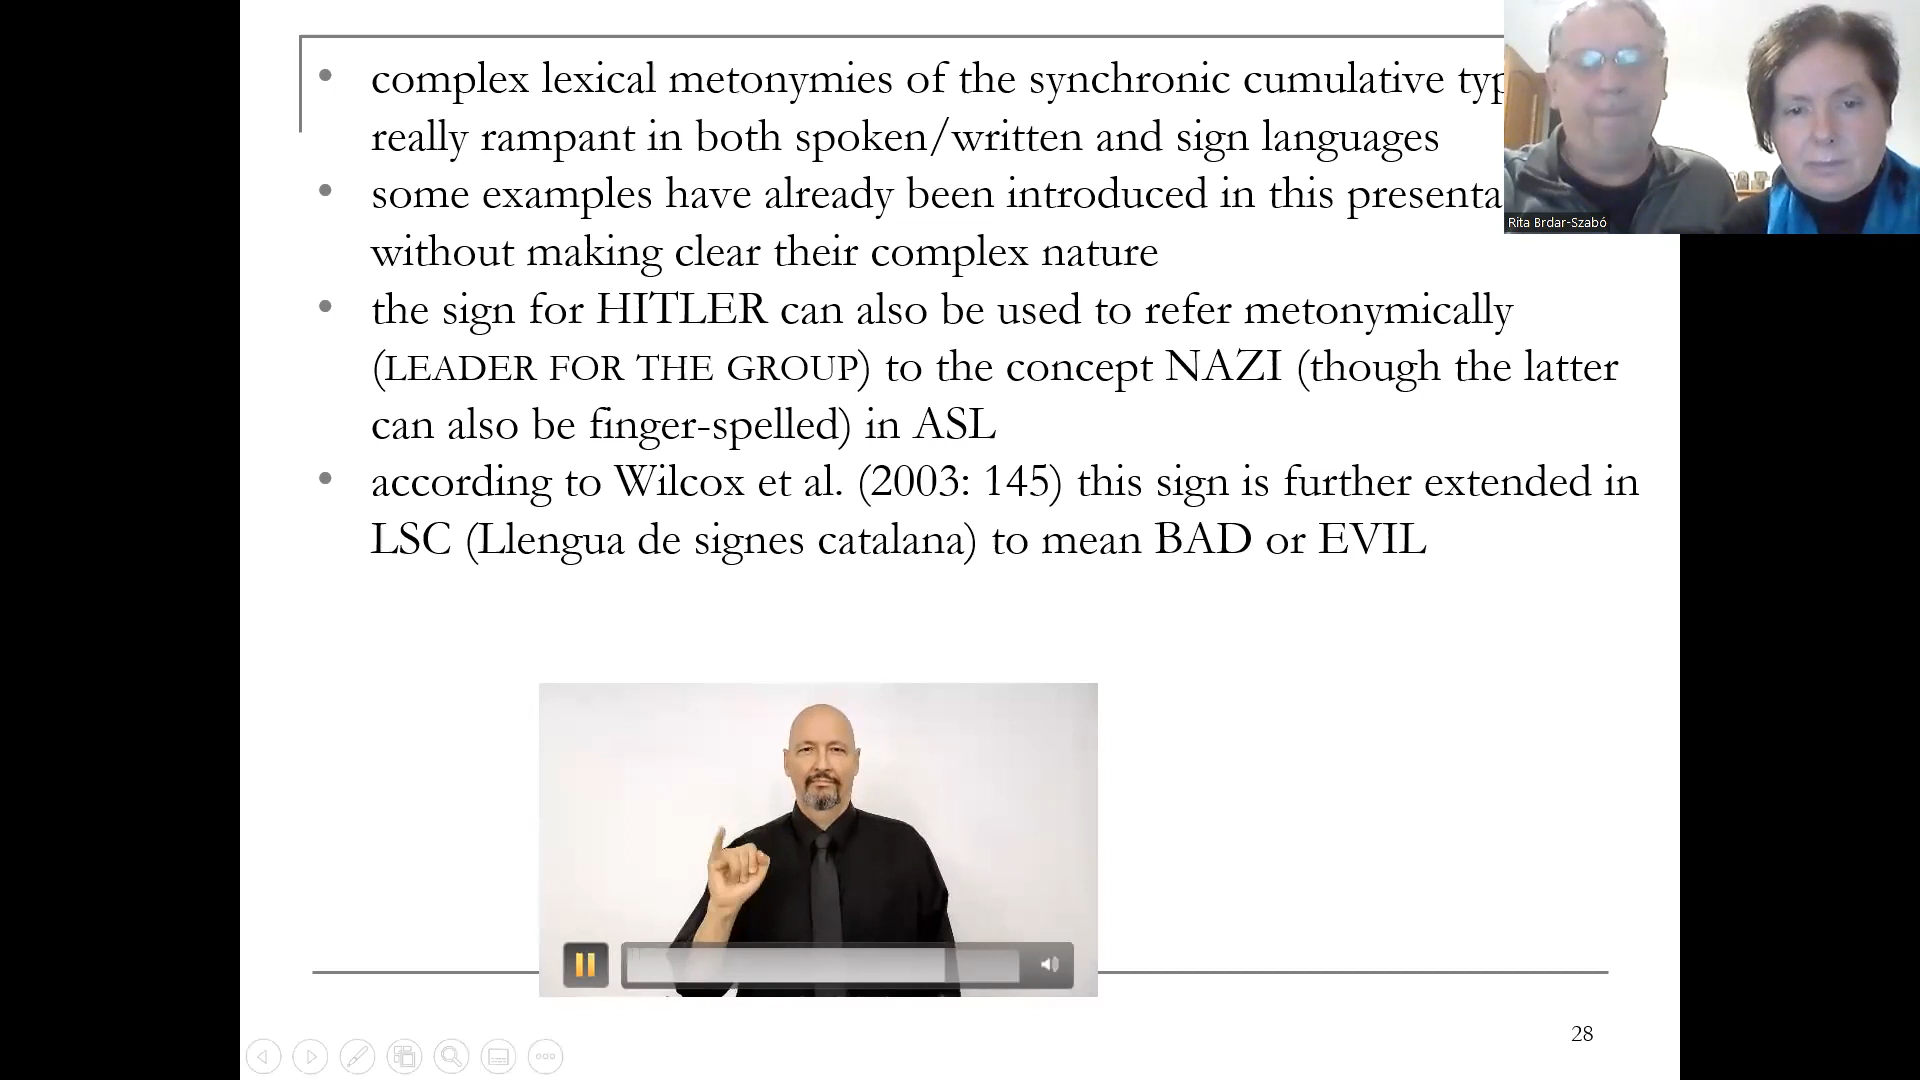 complex lexical metonymies of the synchronic cumulative
really rampant in both spoken/written and sign languages
some examples have already been introduced in this
without making clear their complex nature
the sign for HITLER can also be used to refer metonymically
(LEADER FOR THE GROUP) to the concept NAZI (though the latter
can also be finger-spelled) in ASL
according to Wilcox et al. (2003: 145) this sign is further extended in
LSC (Llengua de signes catalana) to mean BAD or EVIL
Rita Brdar-Szabó
28